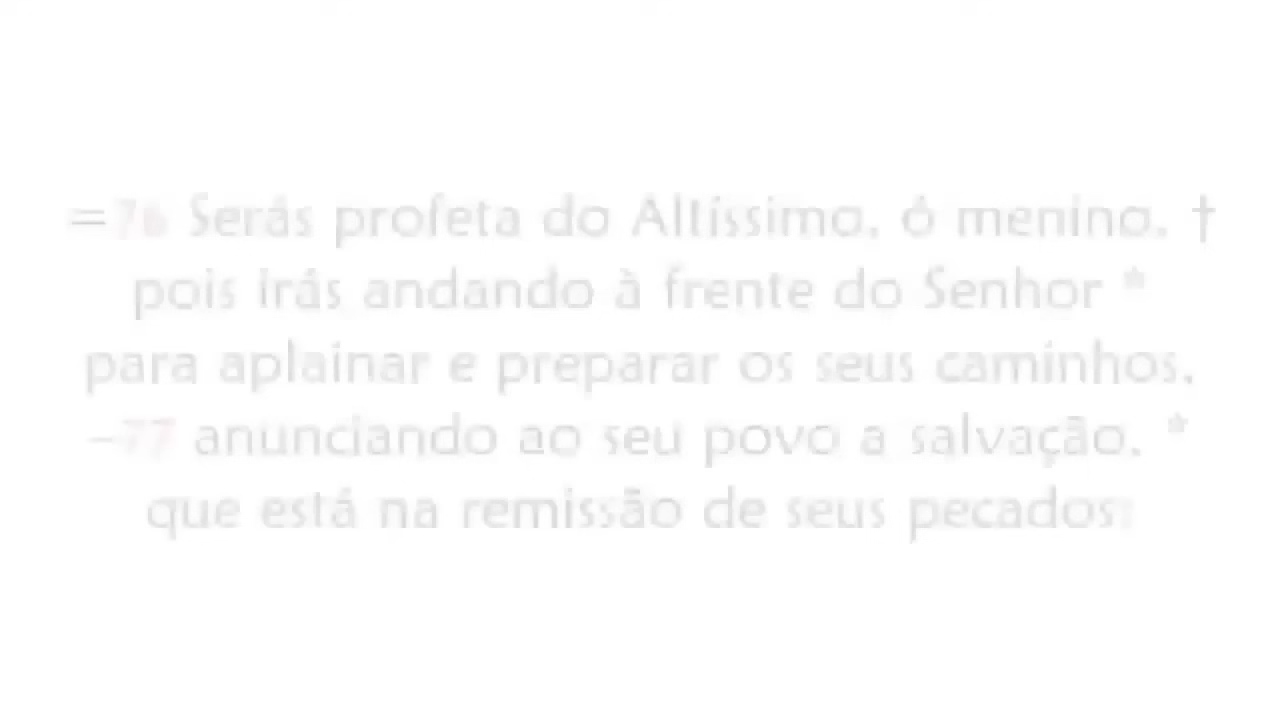 =76 Serás profeta do Altíssimo, ó menino, †
pois irás andando à frente do Senhor *
para aplainar e preparar os seus caminhos,
–77 anunciando ao seu povo a salvação, *
que está na remissão de seus pecados;